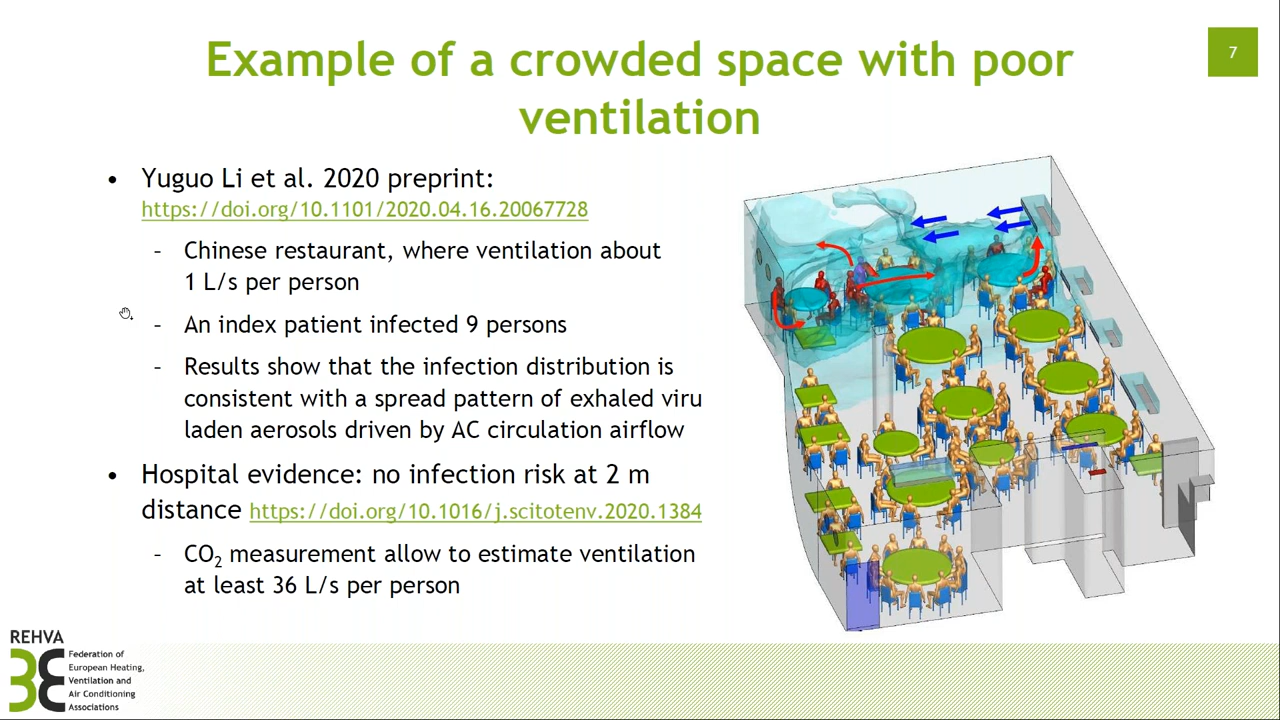 Example of a crowded space with poor
ventilation
7
• Yuguo Li et al. 2020 preprint:
https://doi.org/10.1101/2020.04.16.20067728
- Chinese restaurant, where ventilation about
1 L/s per person
- An index patient infected 9 persons
- Results show that the infection distribution is
consistent with a spread pattern of exhaled viru
laden aerosols driven by AC circulation airflow
• Hospital evidence: no infection risk at 2 m
distance https://doi.org/10.1016/j.scitotenv.2020.1384
- CO₂ measurement allow to estimate ventilation
at least 36 L/s per person
REHVA
Federation of
European Heating,
Ventilation and
Air Conditioning
Associations